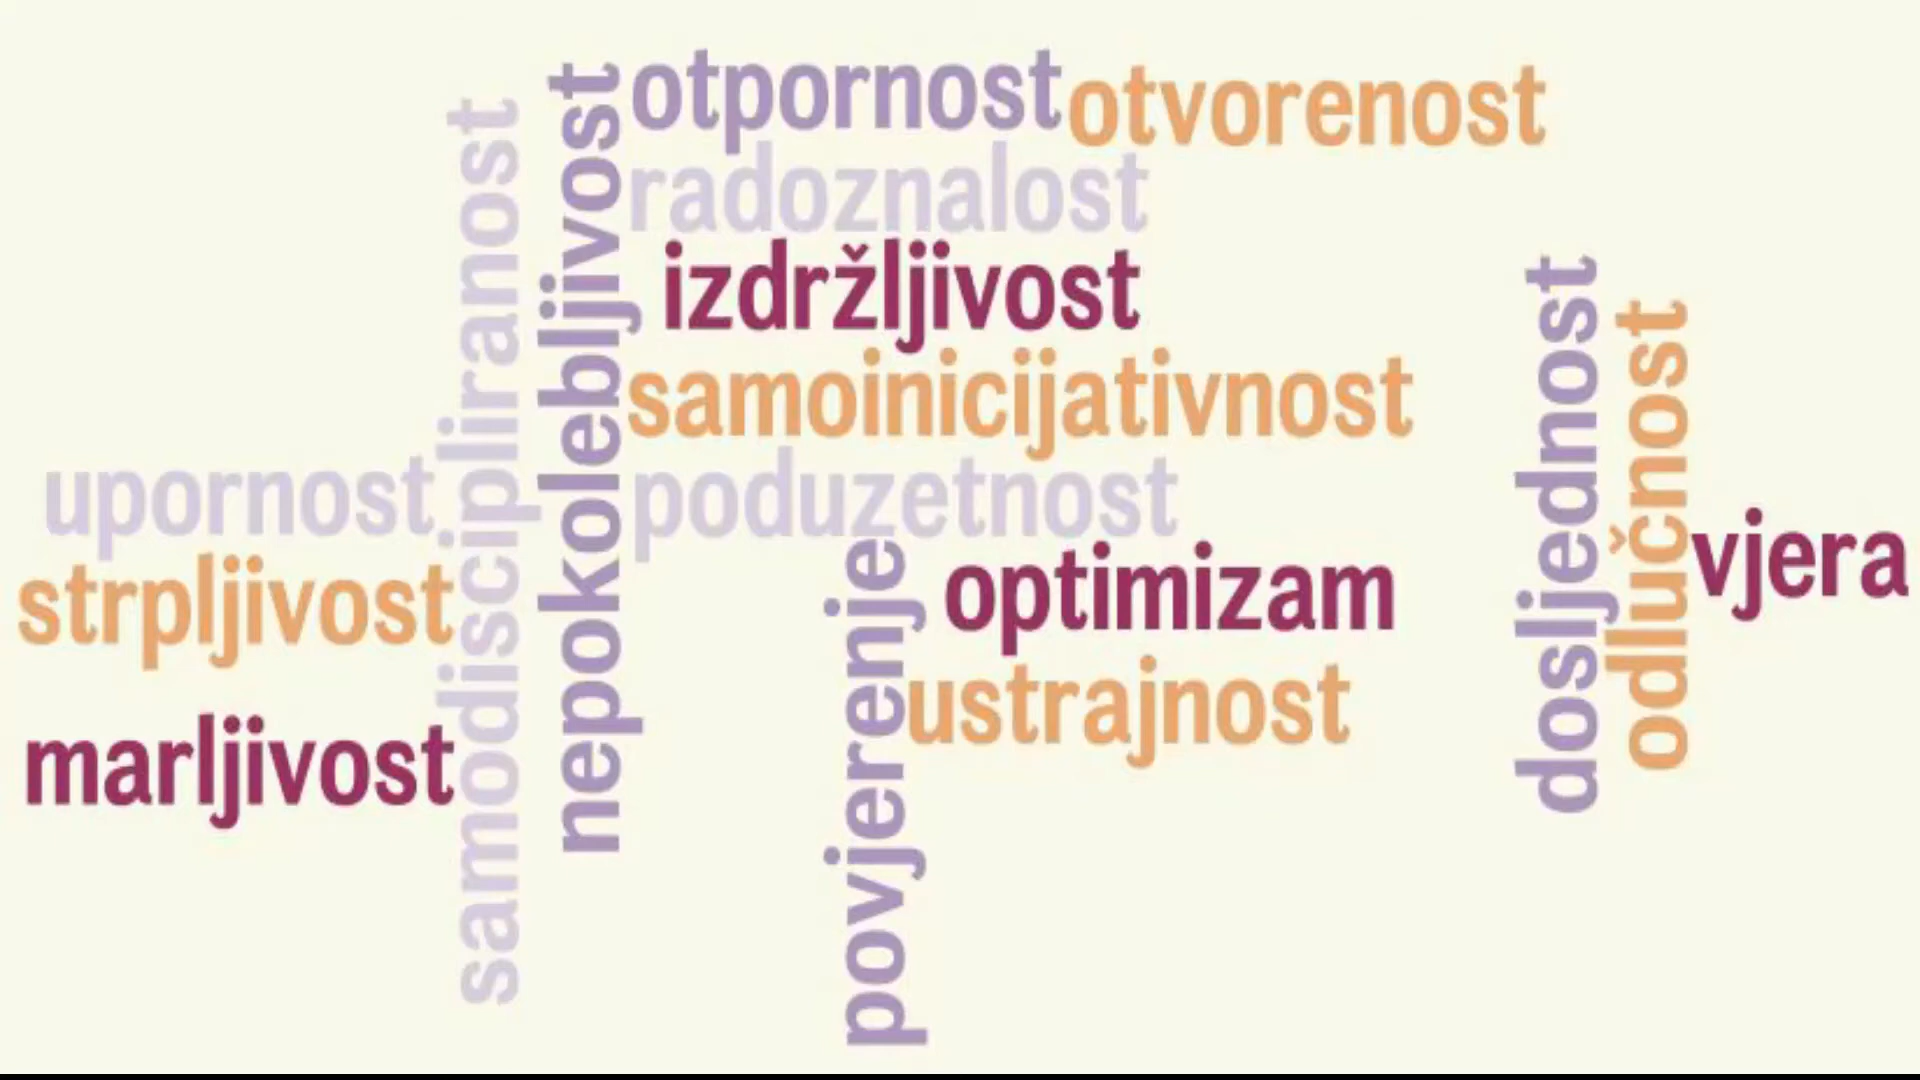 otpornost
otvorenost
radoznalost
izdržljivost
samoinicijativnost
poduzetnost
optimizam
ustrajnost
upornost
strpljivost
marljivost
samodiscipliranost
nepokolebljivost
povjerenje
dosljednost
odlučnost
vjera